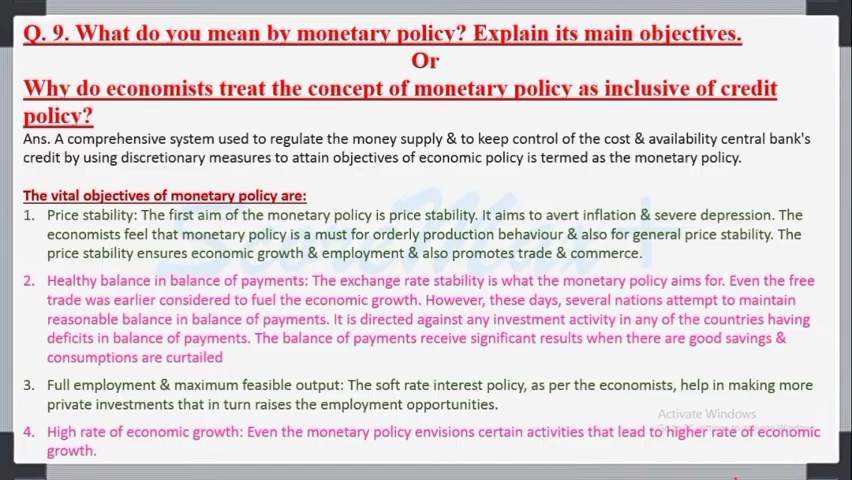 Q. 9. What do you mean by monetary policy? Explain its main objectives.
Or
Why do economists treat the concept of monetary policy as inclusive of credit
policy?
Ans. A comprehensive system used to regulate the money supply & to keep control of the cost & availability central bank's
credit by using discretionary measures to attain objectives of economic policy is termed as the monetary policy.
The vital objectives of monetary policy are:
1. Price stability: The first aim of the monetary policy is price stability. It aims to avert inflation & severe depression. The
economists feel that monetary policy is a must for orderly production behaviour & also for general price stability. The
price stability ensures economic growth & employment & also promotes trade & commerce.
2. Healthy balance in balance of payments: The exchange rate stability is what the monetary policy aims for. Even the free
trade was earlier considered to fuel the economic growth. However, these days, several nations attempt to maintain
reasonable balance in balance of payments. It is directed against any investment activity in any of the countries having
deficits in balance of payments. The balance of payments receive significant results when there are good savings &
consumptions are curtailed
3. Full employment & maximum feasible output: The soft rate interest policy, as per the economists, help in making more
private investments that in turn raises the employment opportunities.
Activate Windows
Go to PC settings to activate Windows.
4. High rate of economic growth: Even the monetary policy envisions certain activities that lead to higher rate of economic
growth.